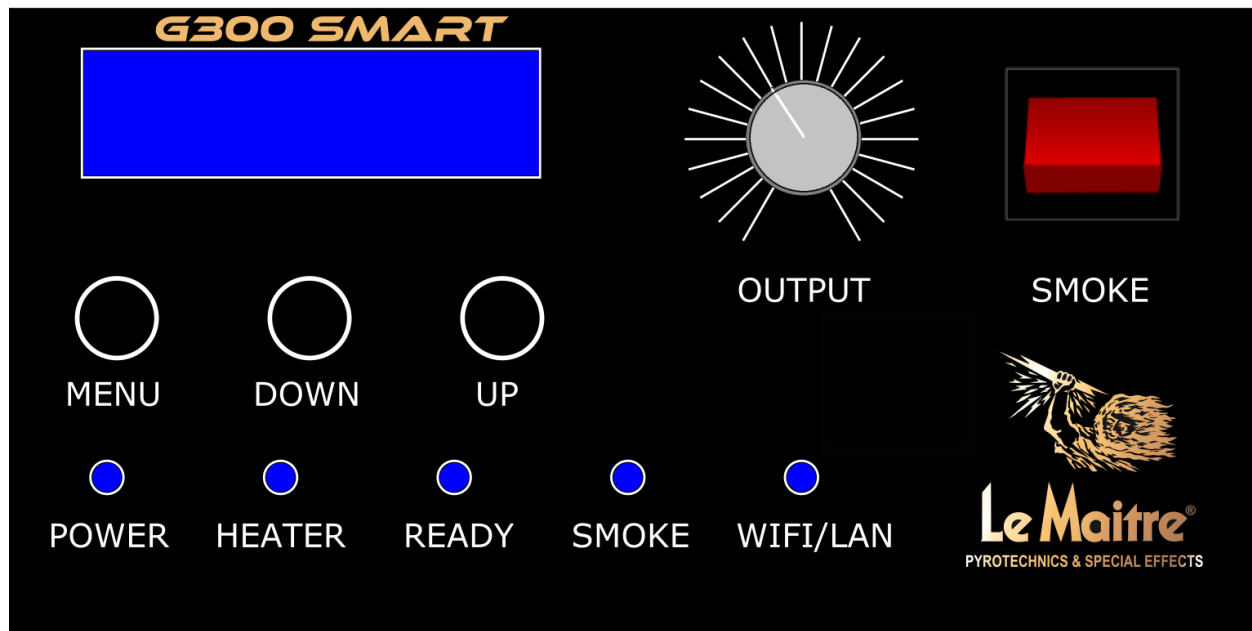 G300 SMART
OUTPUT
SMOKE
MENU
DOWN
UP
POWER
HEATER
READY
SMOKE
WIFI/LAN
Le Maitre®
PYROTECHNICS & SPECIAL EFFECTS